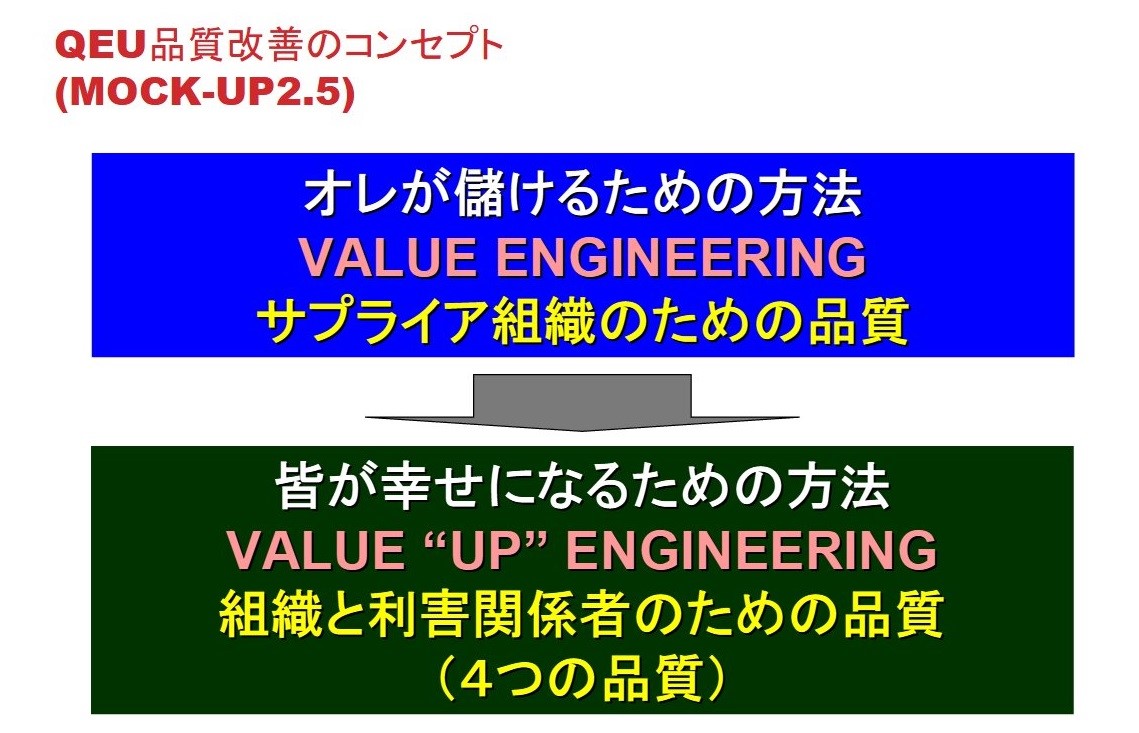 QEU品質改善のコンセプト
(MOCK-UP2.5)
オレが儲けるための方法
VALUE ENGINEERING
サプライア組織のための品質
皆が幸せになるための方法
VALUE “UP” ENGINEERING
組織と利害関係者のための品質
（４つの品質）